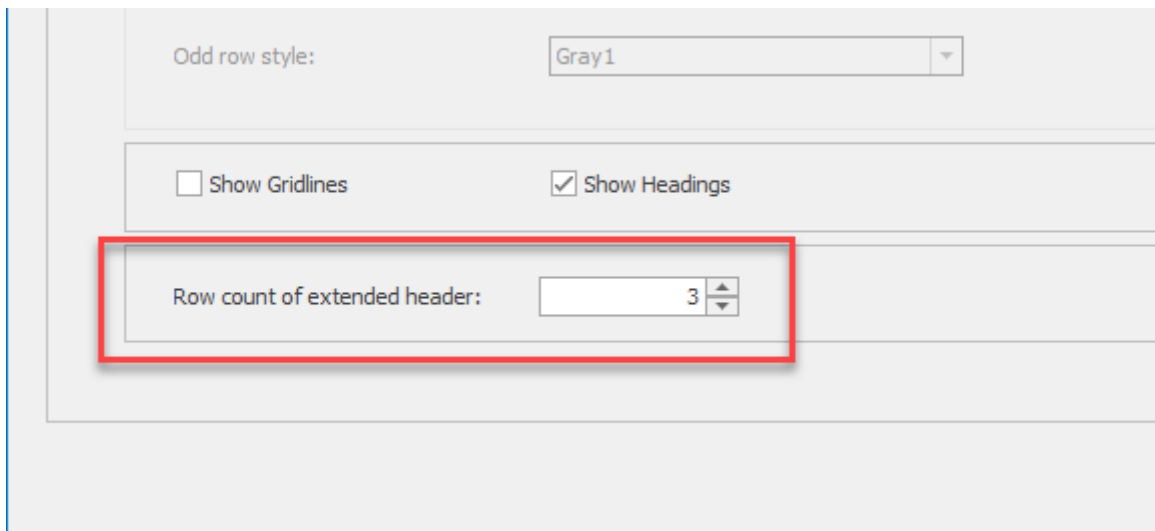 Odd row style: Gray1
Show Gridlines Show Headings
Row count of extended header: 3